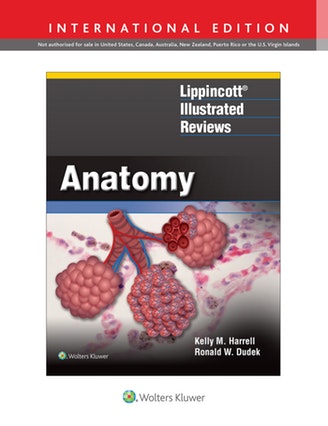 INTERNATIONAL EDITION
Not authorised for sale in United States, Canada, Australia, New Zealand, Puerto Rico or the U.S. Virgin Islands
Lippincott®
Illustrated
Reviews
Anatomy
Kelly M. Harrell
Ronald W. Dudek
Wolters Kluwer
Wolters Kluwer